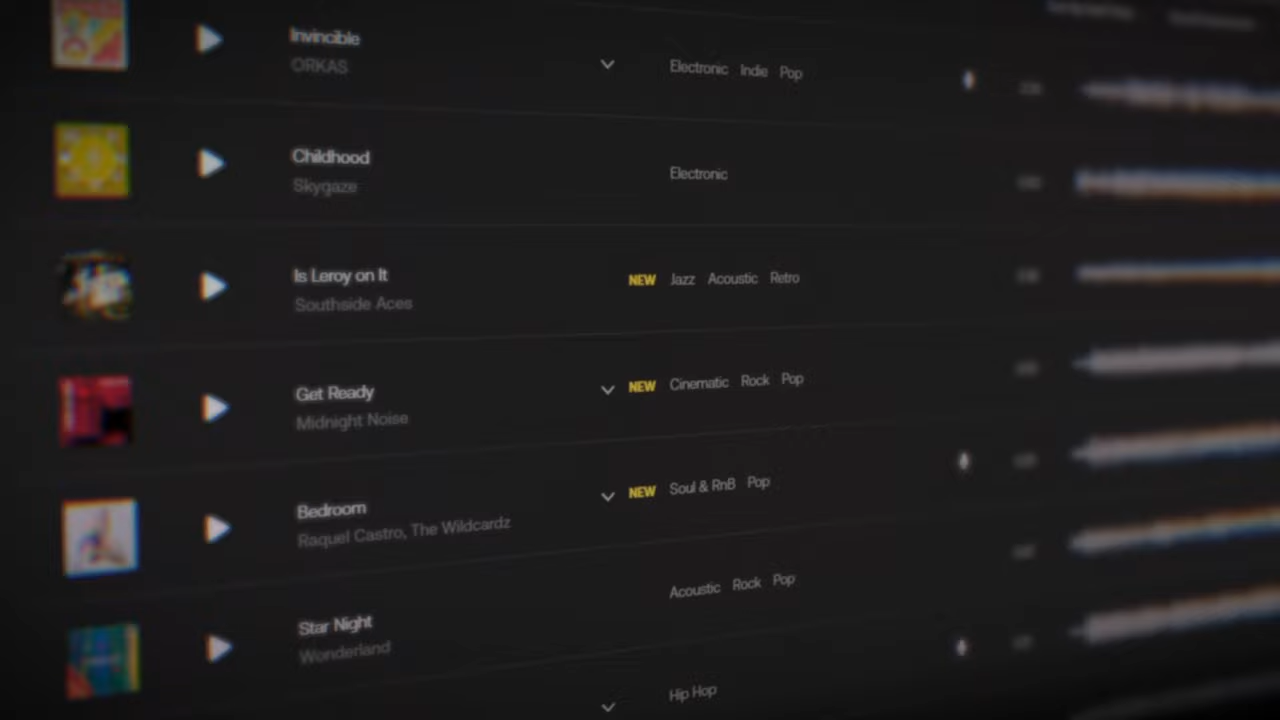 Invincible
ORKAS
Electronic Indie Pop
Childhood
Skygaze
Electronic
Is Leroy on It
Southside Aces
NEW Jazz Acoustic Retro
Get Ready
Midnight Noise
NEW Cinematic Rock Pop
Bedroom
Raquel Castro, The Wildcardz
NEW Soul & RnB Pop
Star Night
Wonderland
Acoustic Rock Pop
Hip Hop